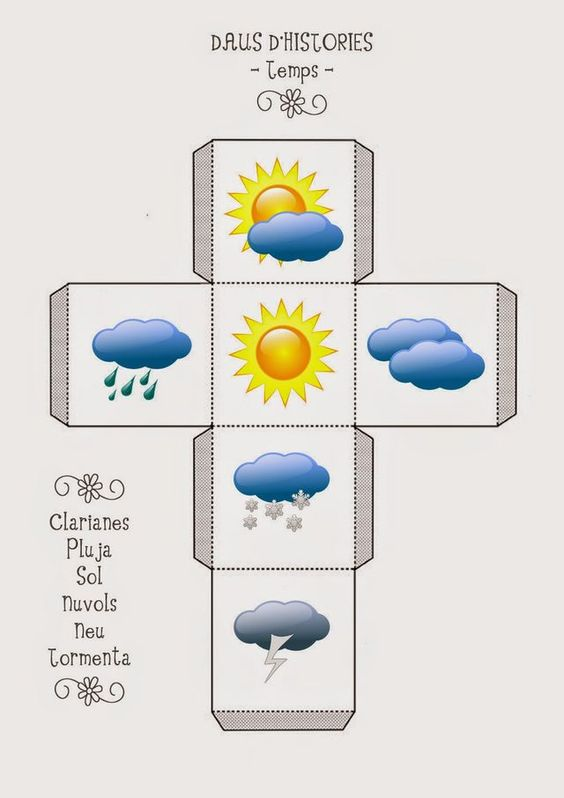 DAUS D'HISTORIES
- Temps -
Clarianes
Pluja
Sol
Nuvols
Neu
Tormenta